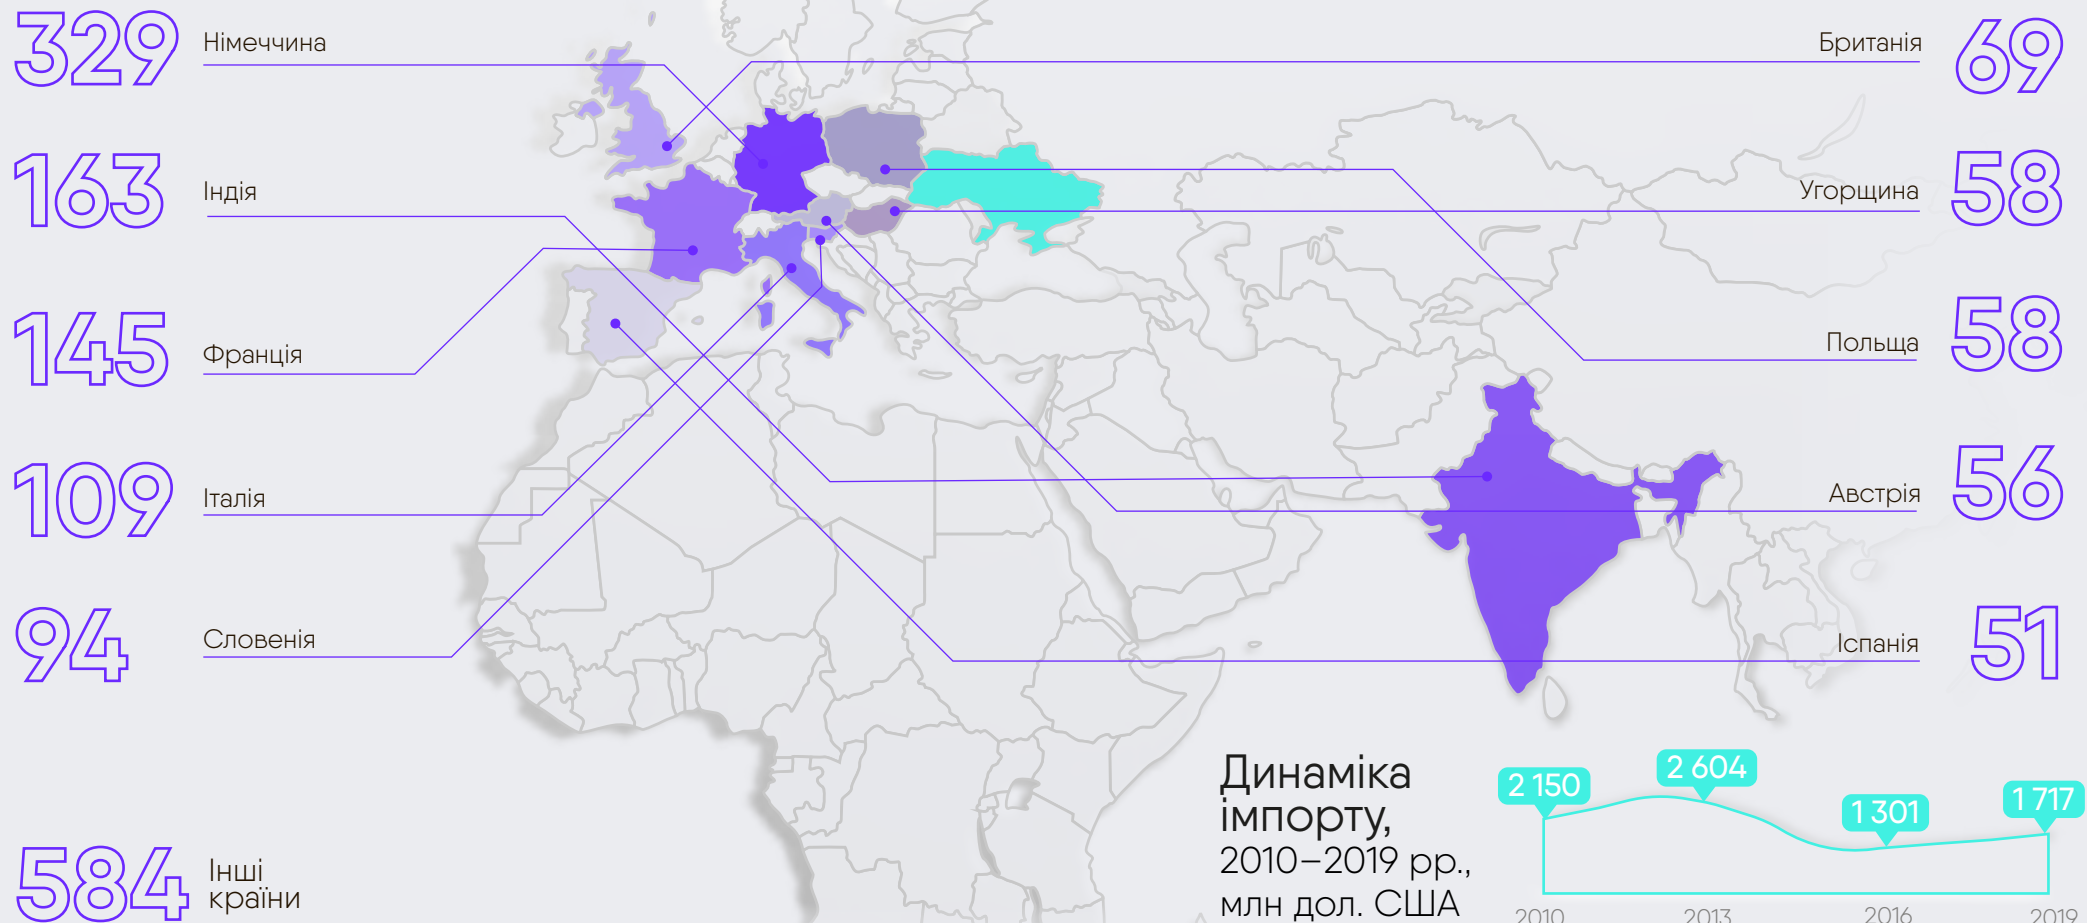 329 Німеччина
163 Індія
145 Франція
109 Італія
94 Словенія
584 Інші
країни
Британія 69
Угорщина 58
Польща 58
Австрія 56
Іспанія 51
Динаміка
імпорту,
2010–2019 рр.,
млн дол. США
2 150 2 604 1 301 1 717
2010 2013 2016 2019